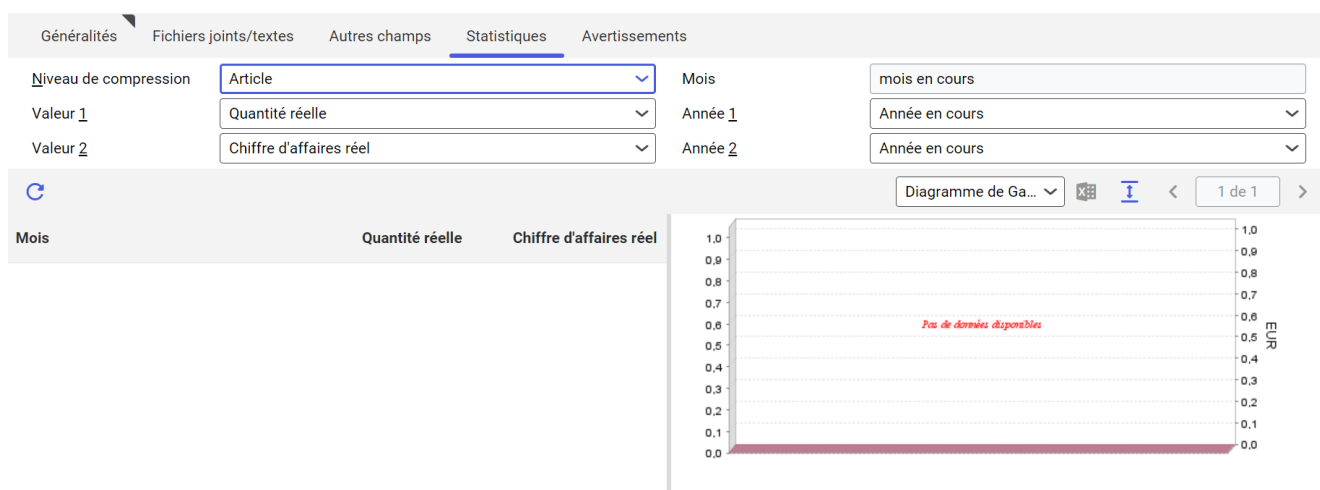 Généralités Fichiers joints/textes Autres champs Statistiques Avertissements
Niveau de compression Article Mois mois en cours
Valeur 1 Quantité réelle Année 1 Année en cours
Valeur 2 Chiffre d'affaires réel Année 2 Année en cours
Diagramme de Ga... 1 de 1
Mois Quantité réelle Chiffre d'affaires réel
1,0 1,0
0,9 0,9
0,8 0,8
0,7 0,7
0,6 Pas de données disponibles 0,6
0,5 0,5
EUR
0,4 0,4
0,3 0,3
0,2 0,2
0,1 0,1
0,0 0,0